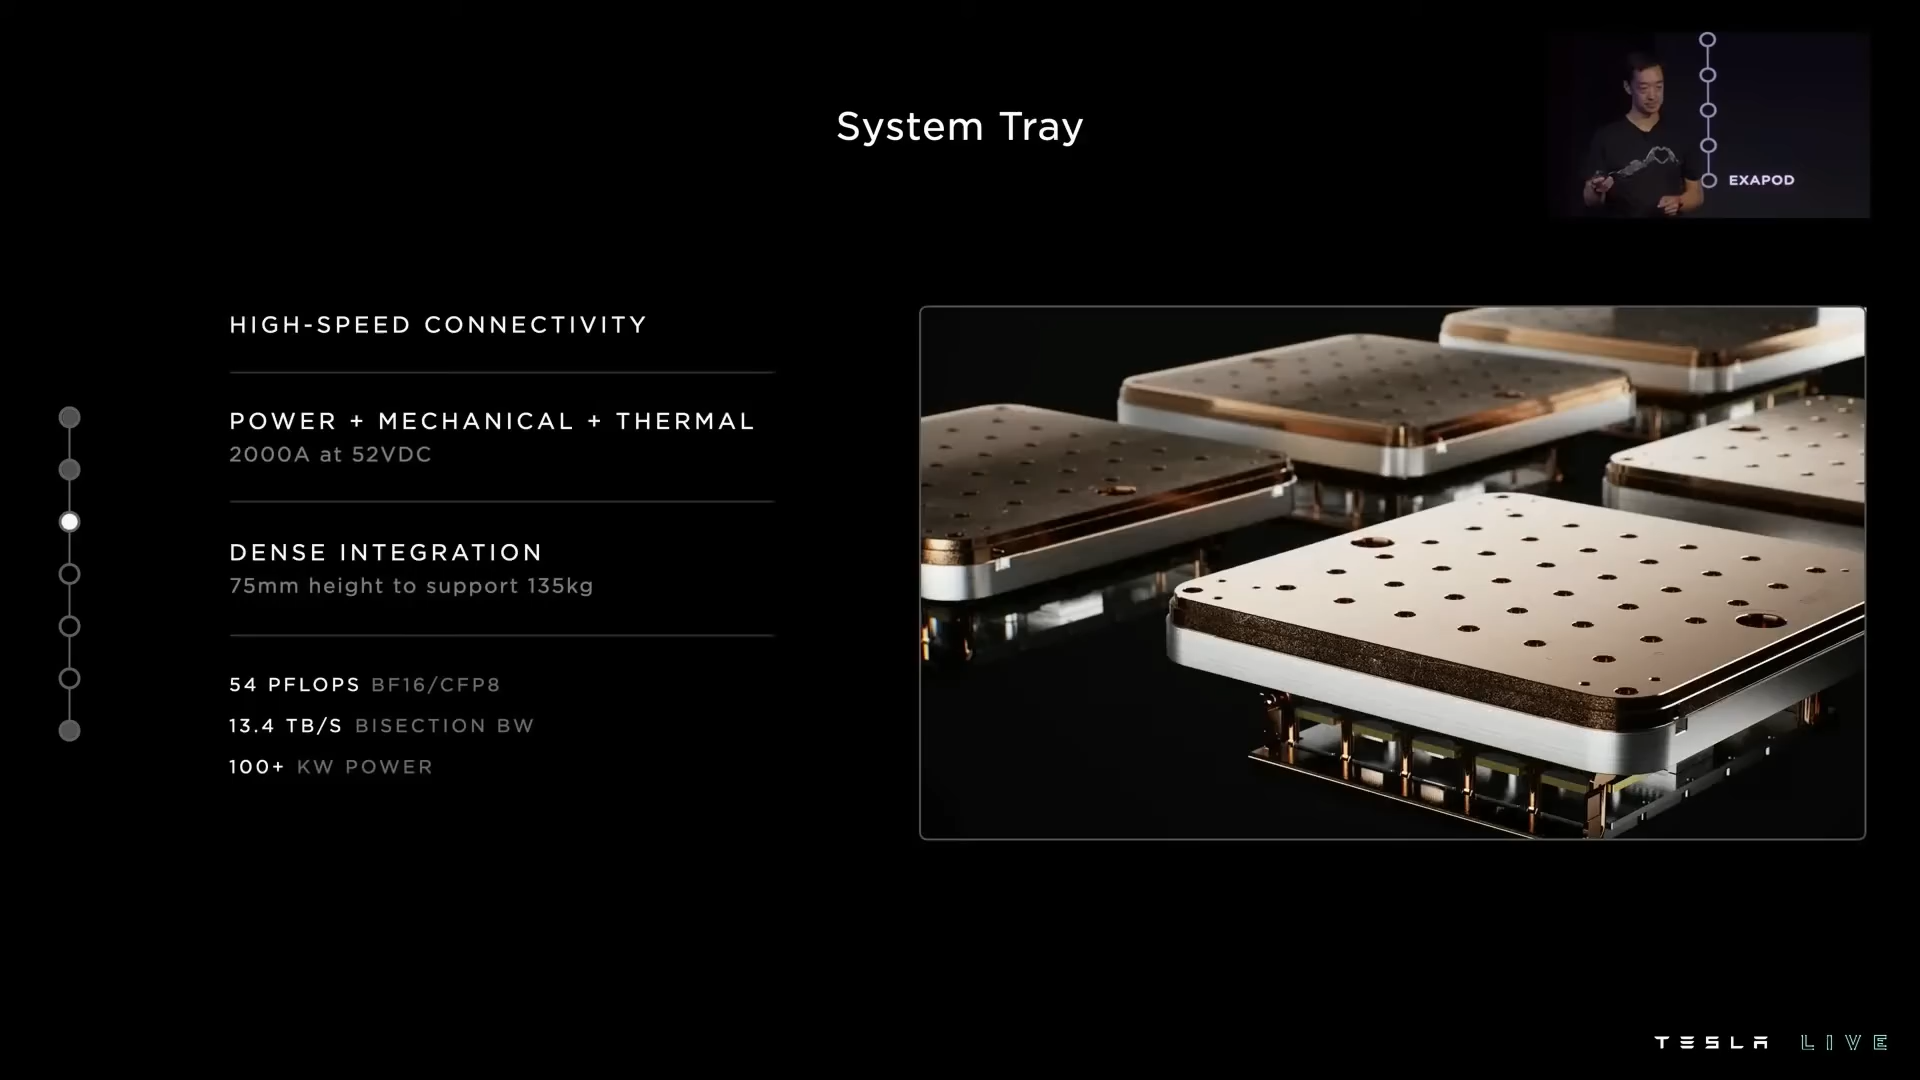 System Tray
EXAPOD
HIGH-SPEED CONNECTIVITY
POWER + MECHANICAL + THERMAL
2000A at 52VDC
DENSE INTEGRATION
75mm height to support 135kg
54 PFLOPS BF16/CFP8
13.4 TB/S BISECTION BW
100+ KW POWER
TESLA LIVE